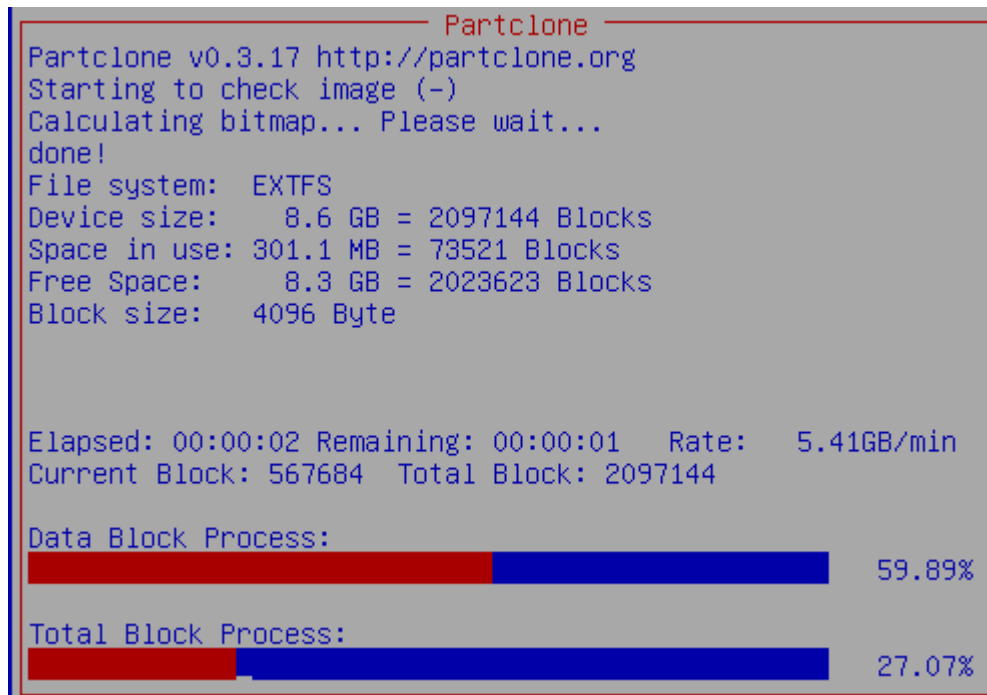 Partclone
Partclone v0.3.17 http://partclone.org
Starting to check image (-)
Calculating bitmap... Please wait...
done!
File system:  EXTFS
Device size:    8.6 GB = 2097144 Blocks
Space in use: 301.1 MB = 73521 Blocks
Free Space:     8.3 GB = 2023623 Blocks
Block size:   4096 Byte
Elapsed: 00:00:02 Remaining: 00:00:01   Rate:   5.41GB/min
Current Block: 567684  Total Block: 2097144
Data Block Process:
59.89%
Total Block Process:
27.07%